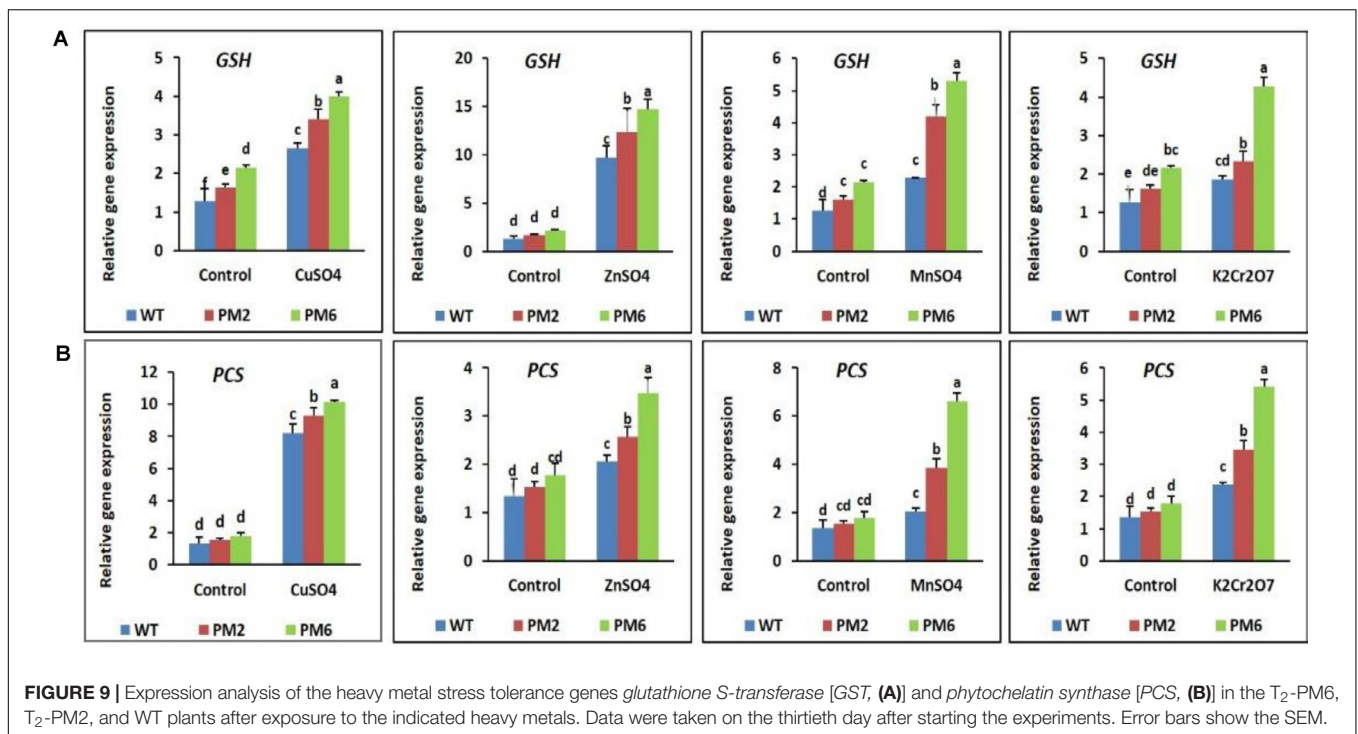 A
GSH
Relative gene expression
5
4
3
2
1
0
f e d c b a
Control CuSO4
WT PM2 PM6
GSH
Relative gene expression
20
15
10
5
0
d d d c b a
Control ZnSO4
WT PM2 PM6
GSH
Relative gene expression
6
5
4
3
2
1
0
d c c c b a
Control MnSO4
WT PM2 PM6
GSH
Relative gene expression
5
4
3
2
1
0
e de bc cd b a
Control K2Cr2O7
WT PM2 PM6
B
PCS
Relative gene expression
12
10
8
6
4
2
0
d d d c b a
Control CuSO4
WT PM2 PM6
PCS
Relative gene expression
4
3
2
1
0
d d cd c b a
Control ZnSO4
WT PM2 PM6
PCS
Relative gene expression
8
6
4
2
0
d cd cd c b a
Control MnSO4
WT PM2 PM6
PCS
Relative gene expression
6
5
4
3
2
1
0
d d d c b a
Control K2Cr2O7
WT PM2 PM6
FIGURE 9 | Expression analysis of the heavy metal stress tolerance genes glutathione S-transferase [GST, (A)] and phytochelatin synthase [PCS, (B)] in the T₂-PM6,
T₂-PM2, and WT plants after exposure to the indicated heavy metals. Data were taken on the thirtieth day after starting the experiments. Error bars show the SEM.